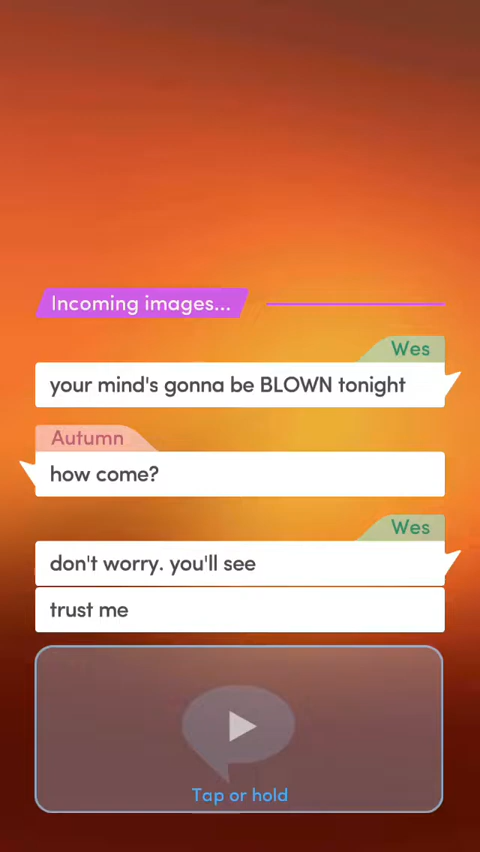 Incoming images...
Wes
your mind's gonna be BLOWN tonight
Autumn
how come?
Wes
don't worry. you'll see
trust me
Tap or hold